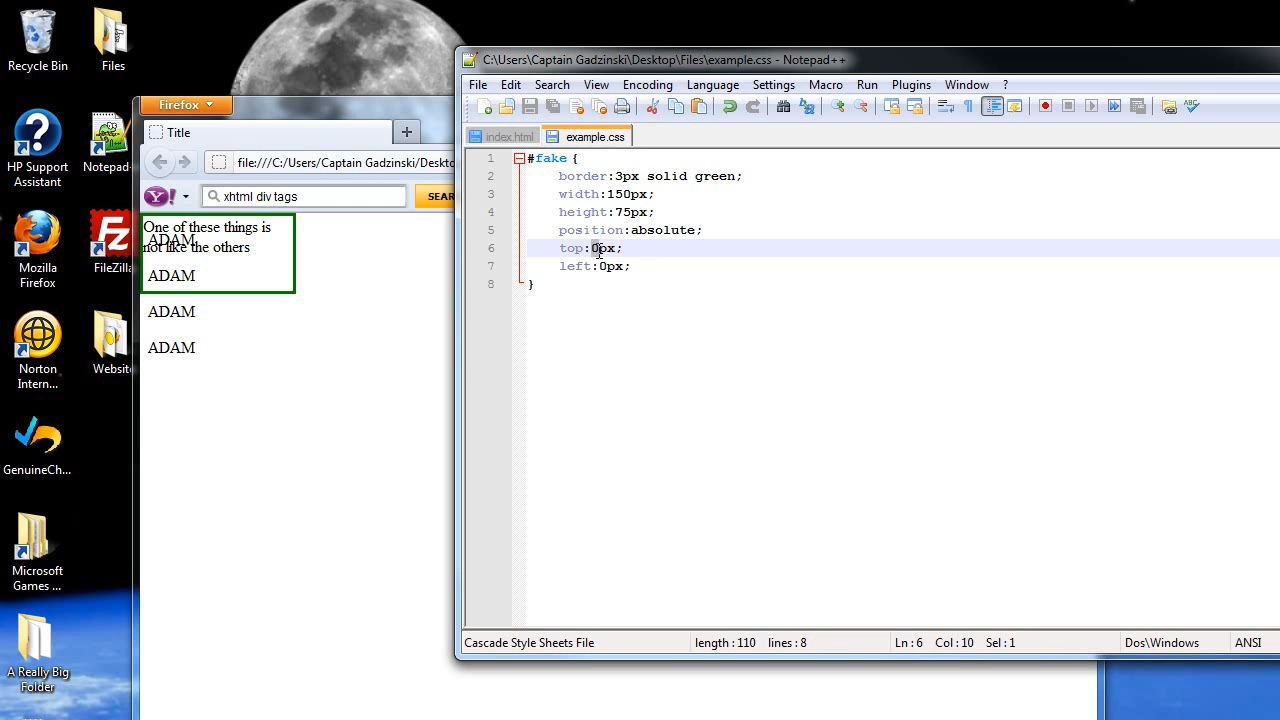 Recycle Bin
Files
HP Support
Assistant
Notepad
Mozilla
Firefox
FileZilla
Norton
Intern...
Website
GenuineCh...
Microsoft
Games ...
A Really Big
Folder
Firefox
Title
file:///C:/Users/Captain Gadzinski/Deskto
xhtml div tags
SEAR
One of these things is
not like the others
ADAM
ADAM
ADAM
ADAM
C:\Users\Captain Gadzinski\Desktop\Files\example.css - Notepad++
File Edit Search View Encoding Language Settings Macro Run Plugins Window ?
index.html example.css
1 #fake {
2 border:3px solid green;
3 width:150px;
4 height:75px;
5 position:absolute;
6 top:0px;
7 left:0px;
8 }
Cascade Style Sheets File length:110 lines:8 Ln:6 Col:10 Sel:1 Dos\Windows ANSI